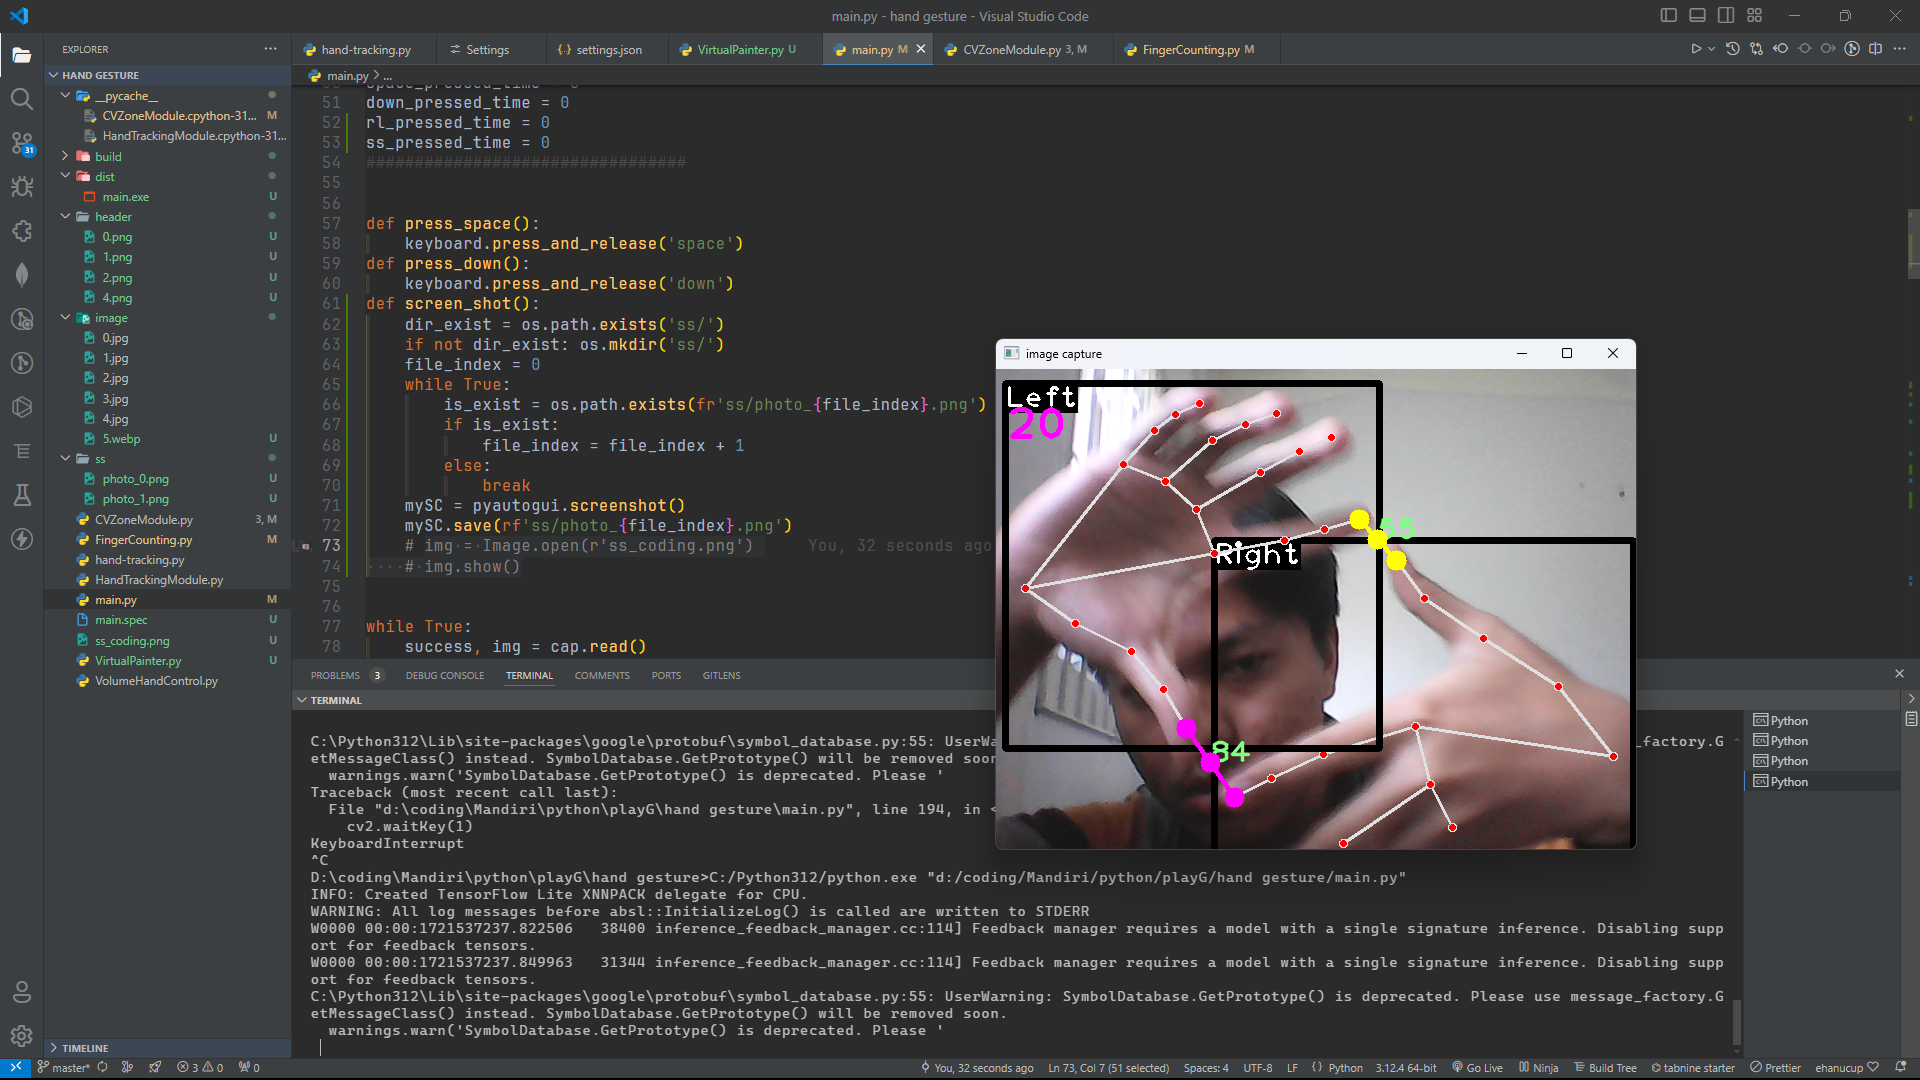 main.py - hand gesture - Visual Studio Code
EXPLORER
hand-tracking.py
Settings
settings.json
VirtualPainter.py U
main.py M
CVZoneModule.py 3, M
FingerCounting.py M
HAND GESTURE
main.py > ...
__pycache__
CVZoneModule.cpython-31... M
HandTrackingModule.cpython-31...
build
dist
main.exe U
header
0.png U
1.png U
2.png U
4.png U
image
0.jpg
1.jpg
2.jpg
3.jpg
4.jpg
5.webp U
ss
photo_0.png U
photo_1.png U
CVZoneModule.py 3, M
FingerCounting.py M
hand-tracking.py
HandTrackingModule.py
main.py M
main.spec U
ss_coding.png U
VirtualPainter.py U
VolumeHandControl.py
TIMELINE
31
51 down_pressed_time = 0
52 rl_pressed_time = 0
53 ss_pressed_time = 0
54 #################################
55
56
57 def press_space():
58 keyboard.press_and_release('space')
59 def press_down():
60 keyboard.press_and_release('down')
61 def screen_shot():
62 dir_exist = os.path.exists('ss/')
63 if not dir_exist: os.mkdir('ss/')
64 file_index = 0
65 while True:
66 is_exist = os.path.exists(fr'ss/photo_{file_index}.png')
67 if is_exist:
68 file_index = file_index + 1
69 else:
70 break
71 mySC = pyautogui.screenshot()
72 mySC.save(rf'ss/photo_{file_index}.png')
73 # img = Image.open(r'ss_coding.png') You, 32 seconds ago
74 # img.show()
75
76
77 while True:
78 success, img = cap.read()
image capture
Left
20
55
Right
84
PROBLEMS 3 DEBUG CONSOLE TERMINAL COMMENTS PORTS GITLENS
TERMINAL
C:\Python312\Lib\site-packages\google\protobuf\symbol_database.py:55: UserWa
_factory.G
etMessageClass() instead. SymbolDatabase.GetPrototype() will be removed soon
warnings.warn('SymbolDatabase.GetPrototype() is deprecated. Please '
Traceback (most recent call last):
File "d:\coding\Mandiri\python\playG\hand gesture\main.py", line 194, in <
cv2.waitKey(1)
KeyboardInterrupt
^C
D:\coding\Mandiri\python\playG\hand gesture>C:/Python312/python.exe "d:/coding/Mandiri/python/playG/hand gesture/main.py"
INFO: Created TensorFlow Lite XNNPACK delegate for CPU.
WARNING: All log messages before absl::InitializeLog() is called are written to STDERR
W0000 00:00:1721537237.822506 38400 inference_feedback_manager.cc:114] Feedback manager requires a model with a single signature inference. Disabling supp
ort for feedback tensors.
W0000 00:00:1721537237.849963 31344 inference_feedback_manager.cc:114] Feedback manager requires a model with a single signature inference. Disabling supp
ort for feedback tensors.
C:\Python312\Lib\site-packages\google\protobuf\symbol_database.py:55: UserWarning: SymbolDatabase.GetPrototype() is deprecated. Please use message_factory.G
etMessageClass() instead. SymbolDatabase.GetPrototype() will be removed soon.
warnings.warn('SymbolDatabase.GetPrototype() is deprecated. Please '
Python
Python
Python
Python
master* 3 0 0 You, 32 seconds ago Ln 73, Col 7 (51 selected) Spaces: 4 UTF-8 LF Python 3.12.4 64-bit Go Live Ninja Build Tree tabnine starter Prettier ehanucup